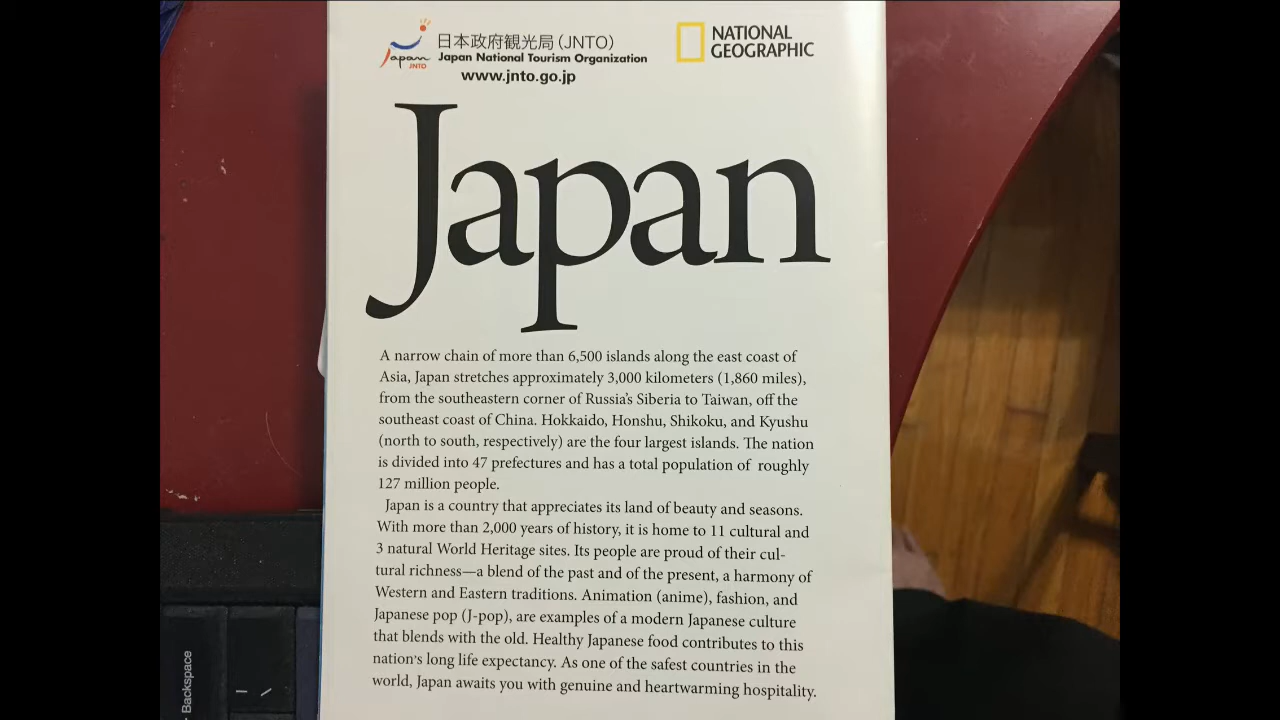 日本政府観光局(JNTO)
Japan National Tourism Organization
www.jnto.go.jp
Japan
JNTO
NATIONAL
GEOGRAPHIC
Japan
A narrow chain of more than 6,500 islands along the east coast of
Asia, Japan stretches approximately 3,000 kilometers (1,860 miles),
from the southeastern corner of Russia's Siberia to Taiwan, off the
southeast coast of China. Hokkaido, Honshu, Shikoku, and Kyushu
(north to south, respectively) are the four largest islands. The nation
is divided into 47 prefectures and has a total population of roughly
127 million people.
Japan is a country that appreciates its land of beauty and seasons.
With more than 2,000 years of history, it is home to 11 cultural and
3 natural World Heritage sites. Its people are proud of their cul-
tural richness—a blend of the past and of the present, a harmony of
Western and Eastern traditions. Animation (anime), fashion, and
Japanese pop (J-pop), are examples of a modern Japanese culture
that blends with the old. Healthy Japanese food contributes to this
nation's long life expectancy. As one of the safest countries in the
world, Japan awaits you with genuine and heartwarming hospitality.
Backspace
| \